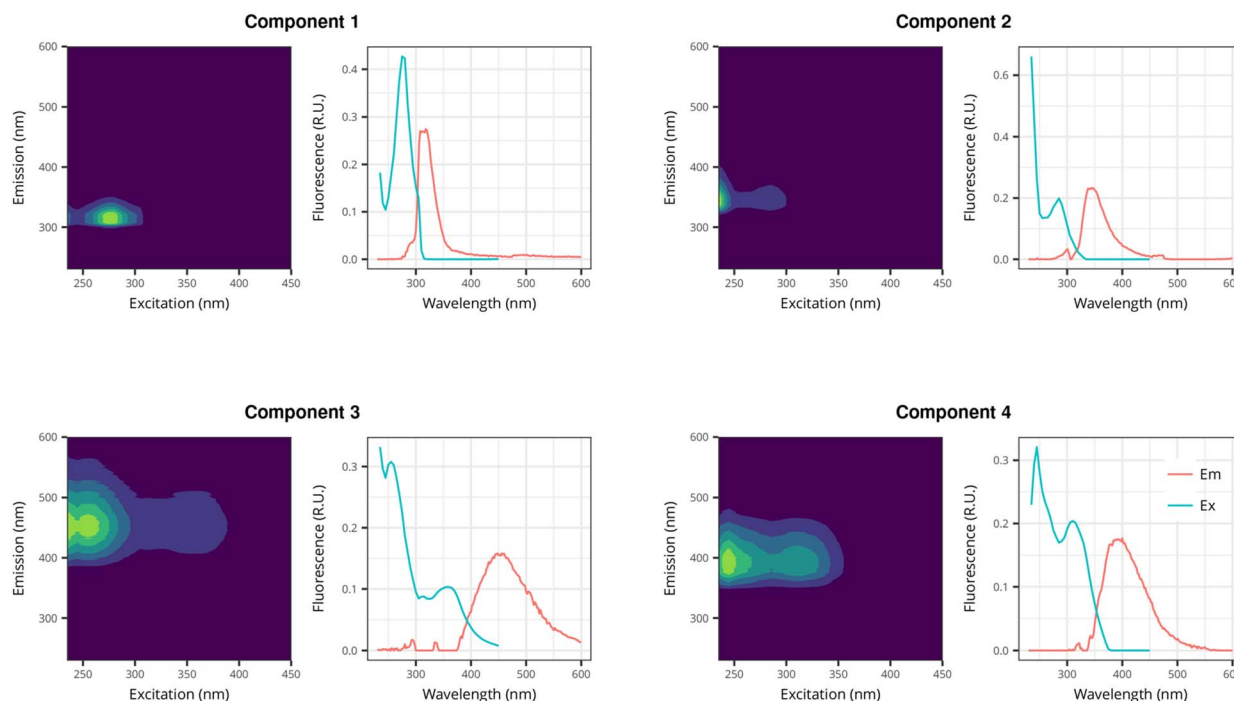 Component 1
Component 2
600
500
400
300
Emission (nm)
250 300 350 400 450
Excitation (nm)
0.4
0.3
0.2
0.1
0.0
Fluorescence (R.U.)
300 400 500 600
Wavelength (nm)
600
500
400
300
Emission (nm)
250 300 350 400 450
Excitation (nm)
0.6
0.4
0.2
0.0
Fluorescence (R.U.)
300 400 500 600
Wavelength (nm)
Component 3
Component 4
600
500
400
300
Emission (nm)
250 300 350 400 450
Excitation (nm)
0.3
0.2
0.1
0.0
Fluorescence (R.U.)
300 400 500 600
Wavelength (nm)
600
500
400
300
Emission (nm)
250 300 350 400 450
Excitation (nm)
0.3
0.2
0.1
0.0
Fluorescence (R.U.)
Em
Ex
300 400 500 600
Wavelength (nm)